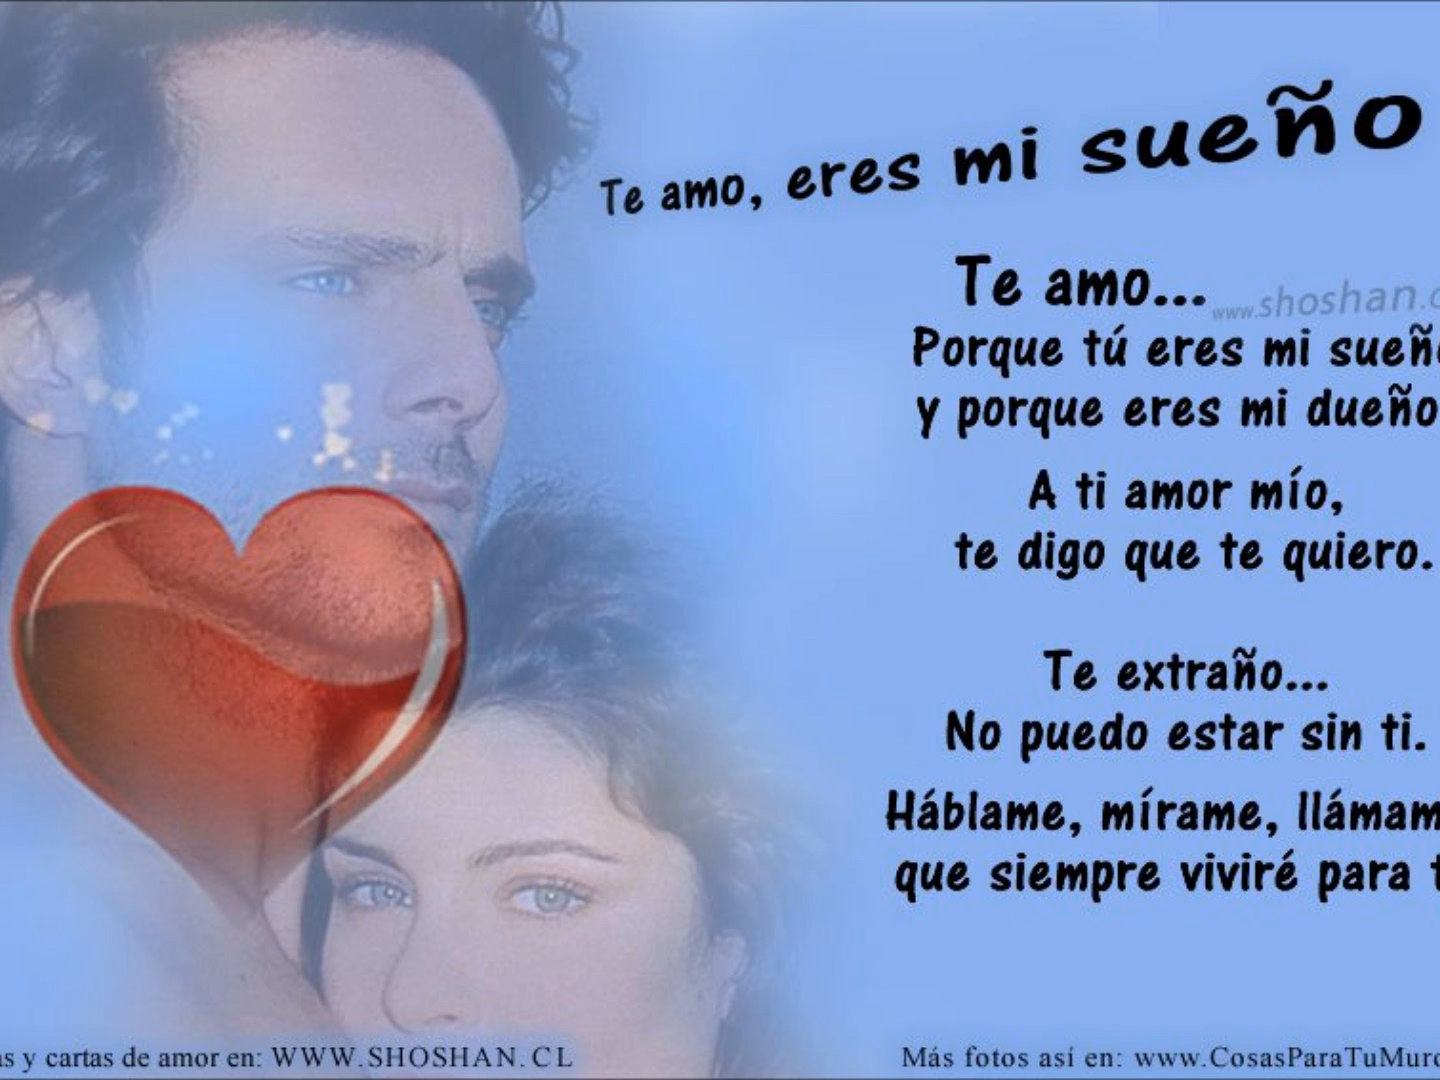 Te amo, eres mi sueño
Te amo...
www.shoshan.c
Porque tú eres mi sueñ
y porque eres mi dueño
A ti amor mío,
te digo que te quiero.
Te extraño...
No puedo estar sin ti.
Háblame, mírame, llámam
que siempre viviré para t
as y cartas de amor en: WWW.SHOSHAN.CL
Más fotos así en: www.CosasParaTuMuro